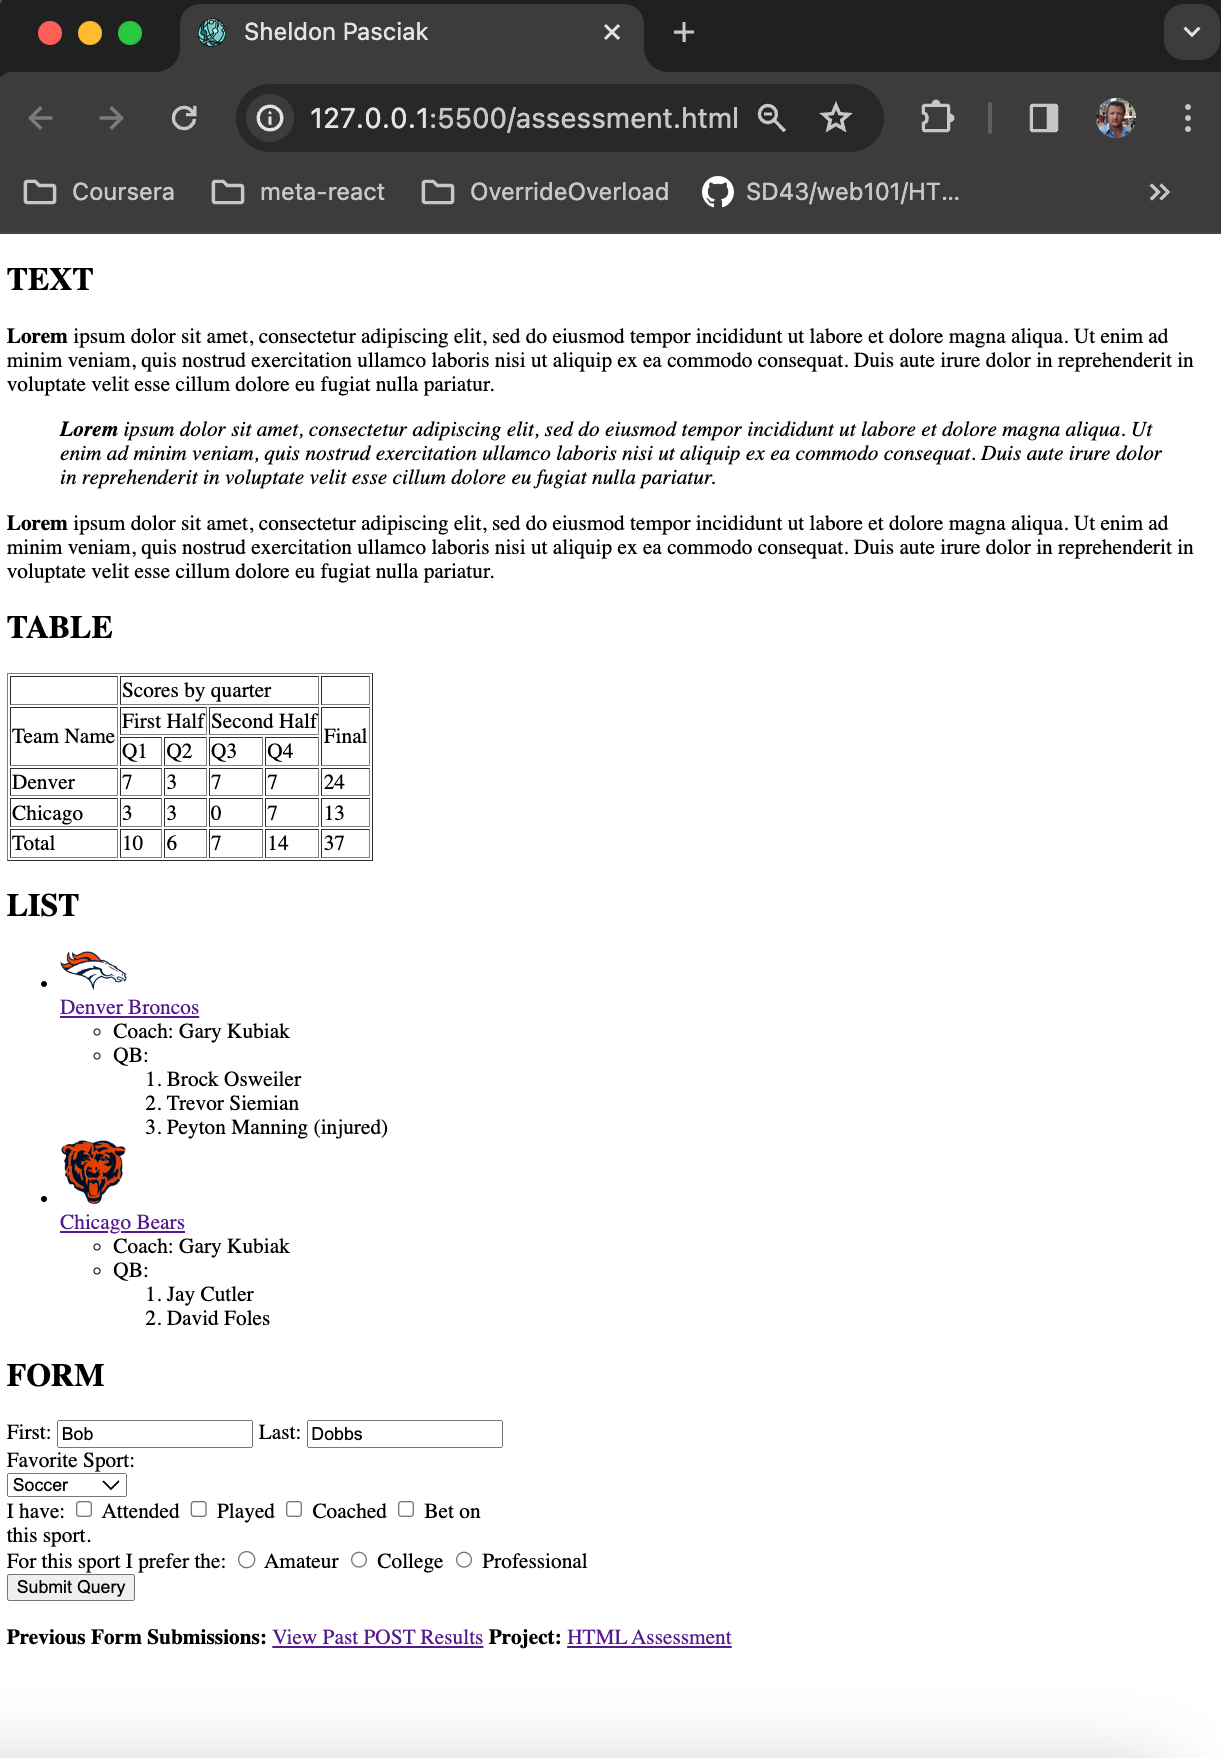 Sheldon Pasciak
127.0.0.1:5500/assessment.html
Coursera meta-react OverrideOverload SD43/web101/HT...
TEXT
Lorem ipsum dolor sit amet, consectetur adipiscing elit, sed do eiusmod tempor incididunt ut labore et dolore magna aliqua. Ut enim ad
minim veniam, quis nostrud exercitation ullamco laboris nisi ut aliquip ex ea commodo consequat. Duis aute irure dolor in reprehenderit in
voluptate velit esse cillum dolore eu fugiat nulla pariatur.
Lorem ipsum dolor sit amet, consectetur adipiscing elit, sed do eiusmod tempor incididunt ut labore et dolore magna aliqua. Ut
enim ad minim veniam, quis nostrud exercitation ullamco laboris nisi ut aliquip ex ea commodo consequat. Duis aute irure dolor
in reprehenderit in voluptate velit esse cillum dolore eu fugiat nulla pariatur.
Lorem ipsum dolor sit amet, consectetur adipiscing elit, sed do eiusmod tempor incididunt ut labore et dolore magna aliqua. Ut enim ad
minim veniam, quis nostrud exercitation ullamco laboris nisi ut aliquip ex ea commodo consequat. Duis aute irure dolor in reprehenderit in
voluptate velit esse cillum dolore eu fugiat nulla pariatur.
TABLE
Scores by quarter
Team Name First Half Second Half Final
Q1 Q2 Q3 Q4
Denver 7 3 7 7 24
Chicago 3 3 0 7 13
Total 10 6 7 14 37
LIST
Denver Broncos
Coach: Gary Kubiak
QB:
1. Brock Osweiler
2. Trevor Siemian
3. Peyton Manning (injured)
Chicago Bears
Coach: Gary Kubiak
QB:
1. Jay Cutler
2. David Foles
FORM
First: Bob Last: Dobbs
Favorite Sport:
Soccer
I have: Attended Played Coached Bet on
this sport.
For this sport I prefer the: Amateur College Professional
Submit Query
Previous Form Submissions: View Past POST Results Project: HTML Assessment